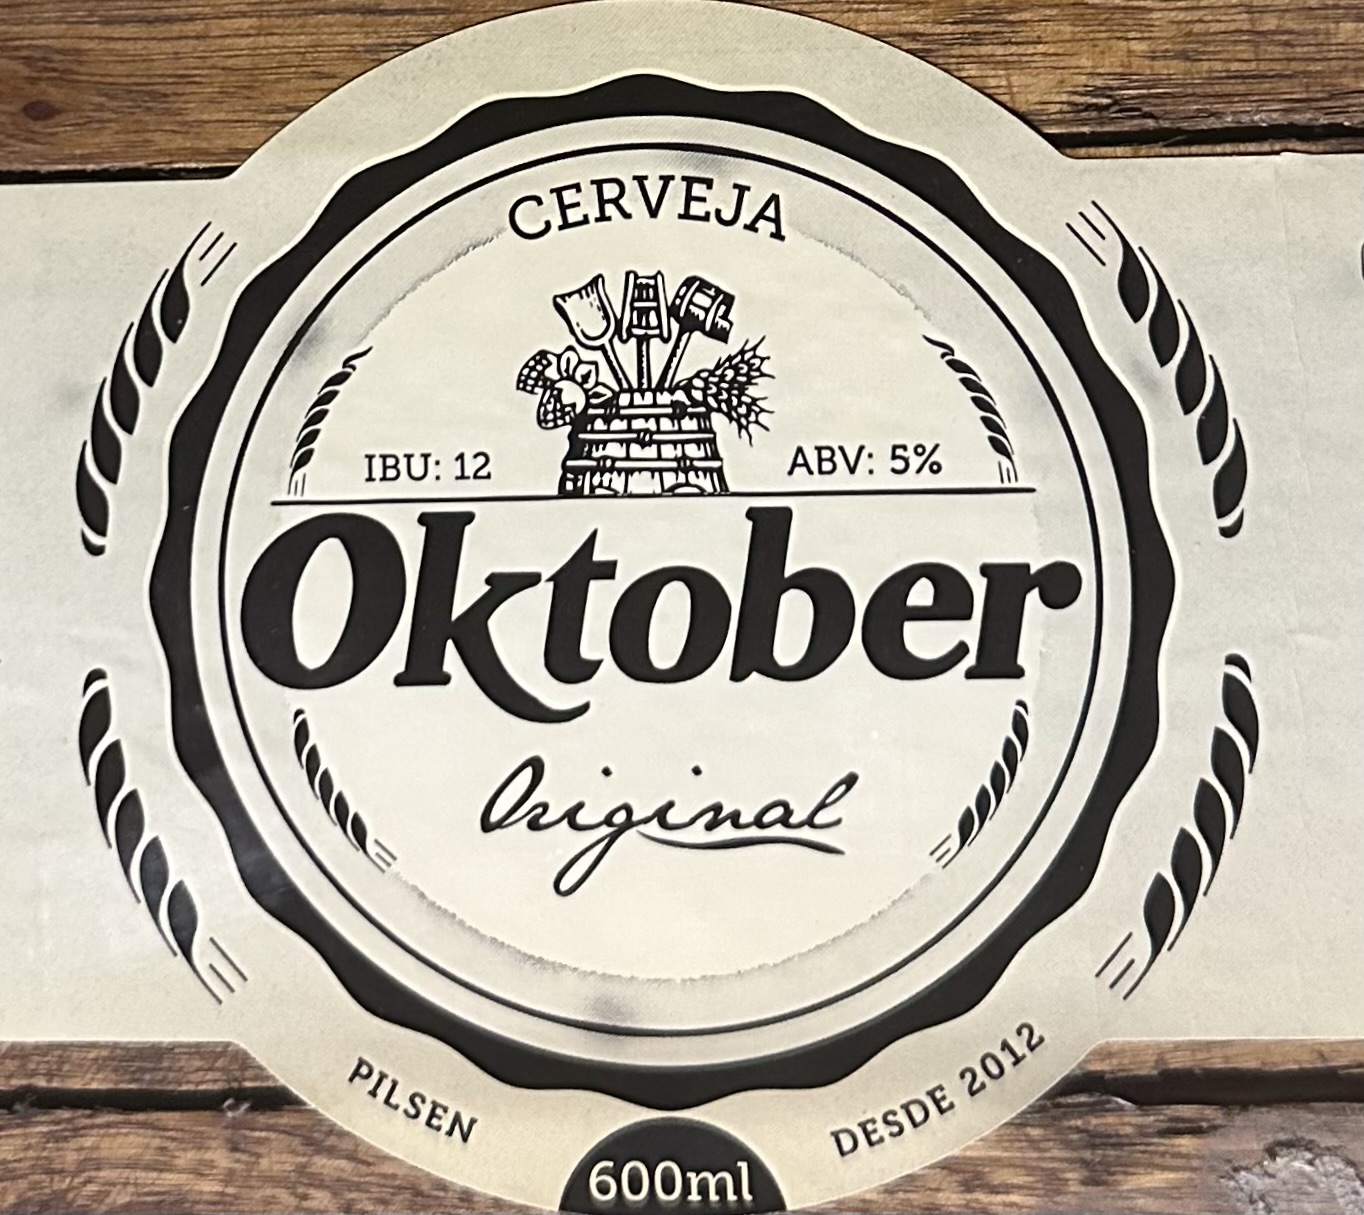 CERVEJA
IBU: 12
ABV: 5%
Oktober
Original
PILSEN
DESDE 2012
600ml